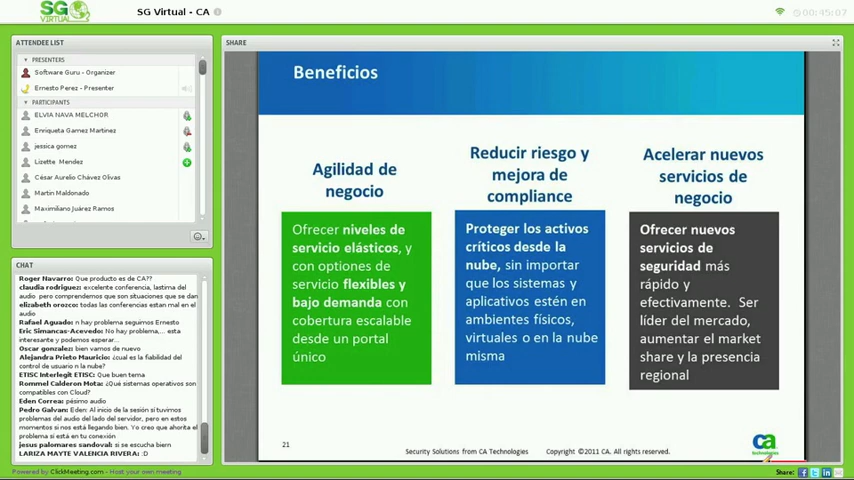 SG
VIRTUAL
SG Virtual - CA
00:45:07
ATTENDEE LIST
PRESENTERS
Software Guru - Organizer
Ernesto Perez - Presenter
PARTICIPANTS
ELVIA NAVA MELCHOR
Enriqueta Gamez Martinez
jessica gomez
Lizette Mendez
César Aurelio Chávez Olivas
Martin Maldonado
Maximiliano Juárez Ramos
CHAT
Roger Navarro: Que producto es de CA??
claudia rodriguez: excelente conferencia, lastima del
audio pero comprendemos que son situaciones que se dan
elizabeth orozco: todas las conferencias estan mal en el
audio
Rafael Aguado: n hay problema seguimos Ernesto
Eric Simancas-Acevedo: No hay problema,.. esta
interesante y podemos esperar...
Oscar gonzalez: bien vamos de nuevo
Alejandra Prieto Mauricio: ¿cual es la fiabilidad del
control de usuario n la nube?
ETISC Interlegit ETISC: Que buen tema
Rommel Calderon Mota: ¿Qué sistemas operativos son
compatibles con Cloud?
Eden Correa: pésimo audio
Pedro Galvan: Eden: Al inicio de la sesión si tuvimos
problemas del audio del lado del servidor, pero en estos
momentos si nos está llegando bien. Yo creo que ahorita el
problema si está en tu conexión
jesus palomares sandoval: si se escucha biern
LARIZA MAYTE VALENCIA RIVERA: :D
SHARE
Beneficios
Agilidad de
negocio
Ofrecer niveles de
servicio elásticos, y
con optiones de
servicio flexibles y
bajo demanda con
cobertura escalable
desde un portal
único
Reducir riesgo y
mejora de
compliance
Proteger los activos
críticos desde la
nube, sin importar
que los sistemas y
aplicativos estén en
ambientes físicos,
virtuales o en la nube
misma
Acelerar nuevos
servicios de
negocio
Ofrecer nuevos
servicios de
seguridad más
rápido y
efectivamente. Ser
líder del mercado,
aumentar el market
share y la presencia
regional
21
Security Solutions from CA Technologies
Copyright ©2011 CA. All rights reserved.
ca
technologies
Powered by ClickMeeting.com - Host your own meeting.
Share: